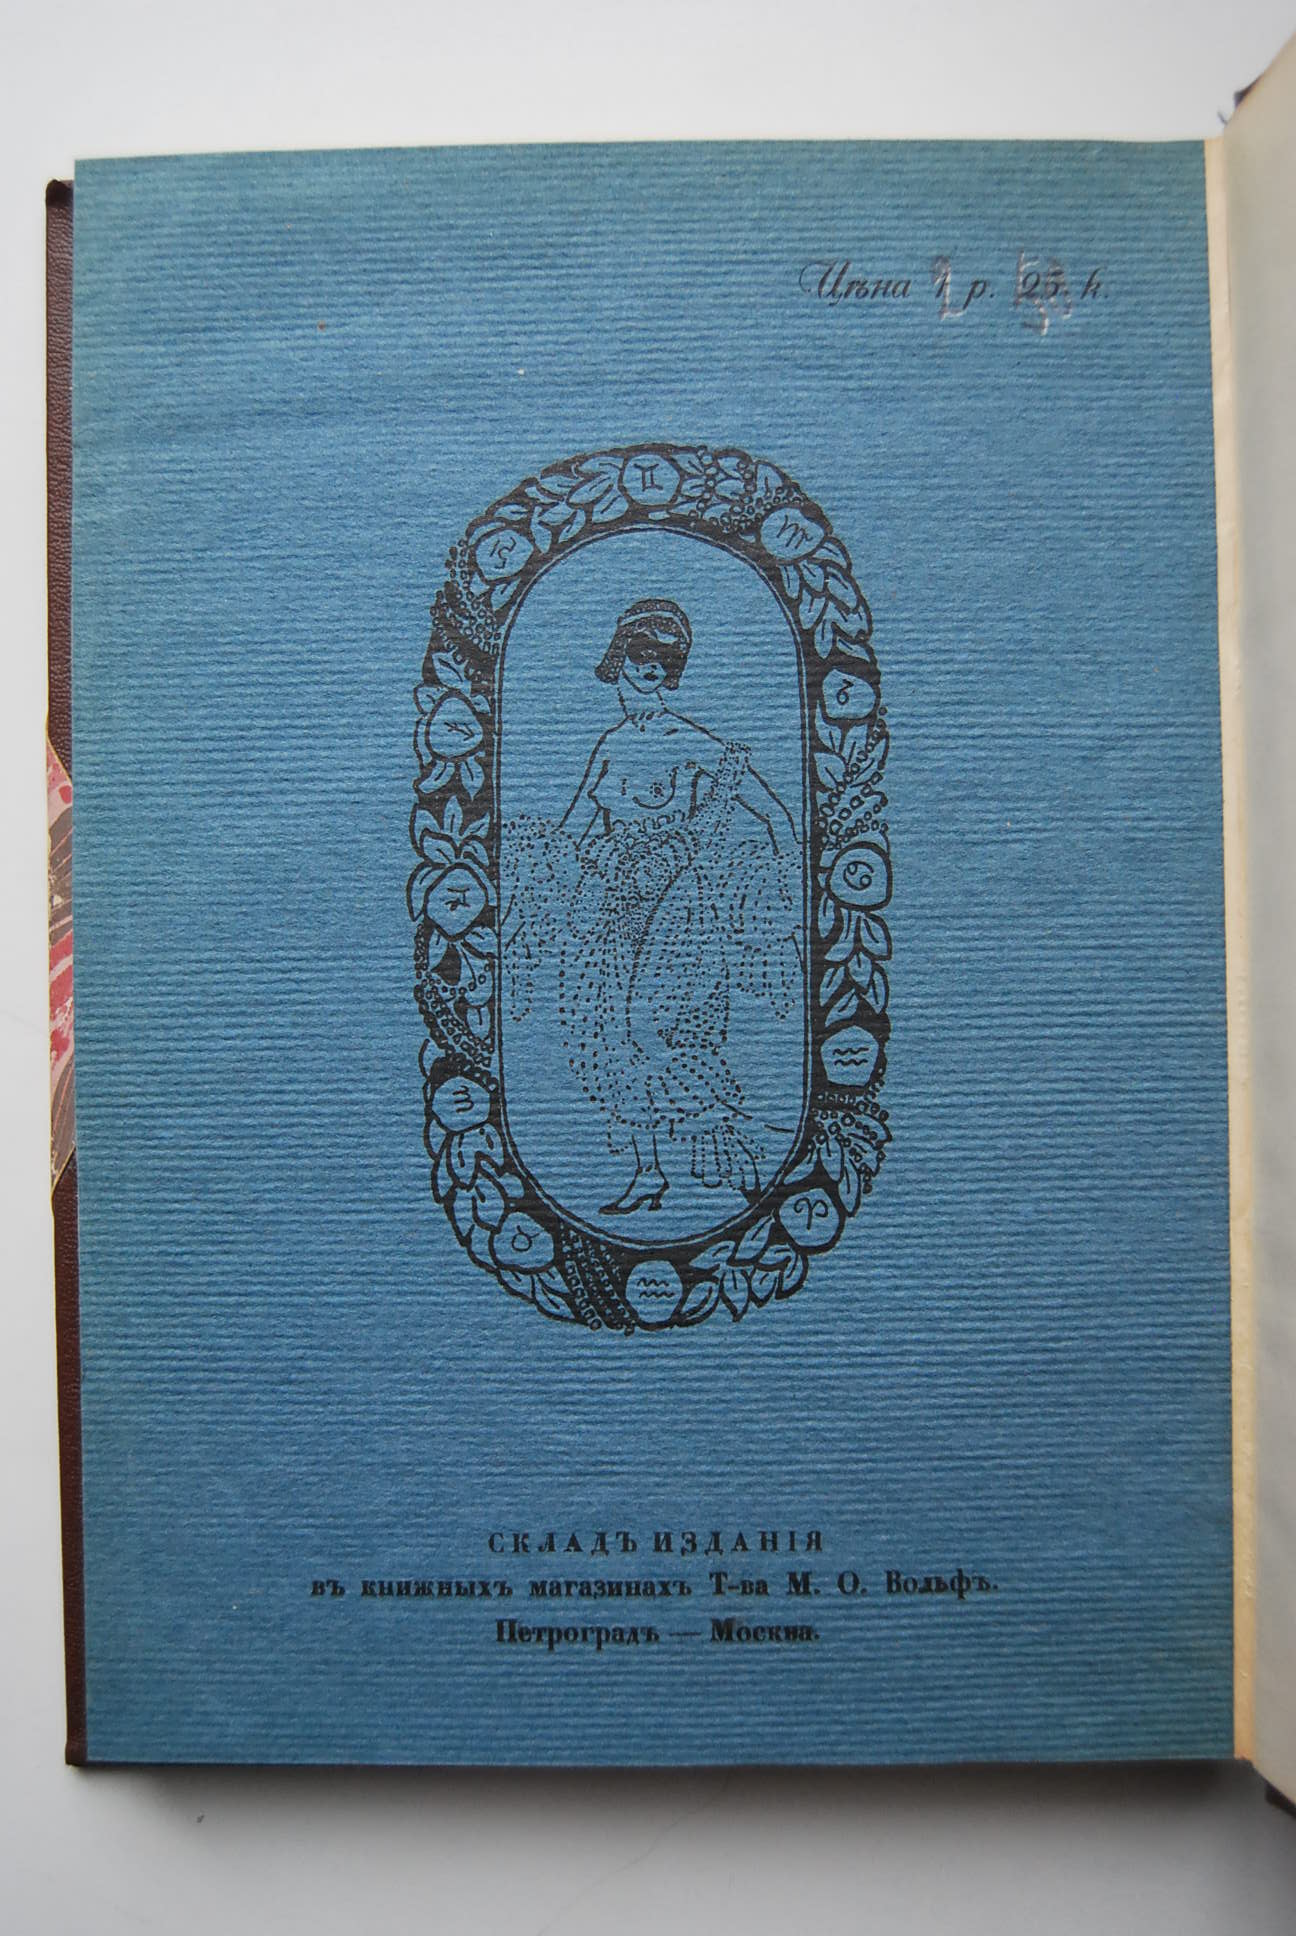 Цѣна 1 р. 25 к.
СКЛАДЪ ИЗДАНІЯ
въ книжныхъ магазинахъ Т-ва М. О. Вольфъ.
Петроградъ — Москва.